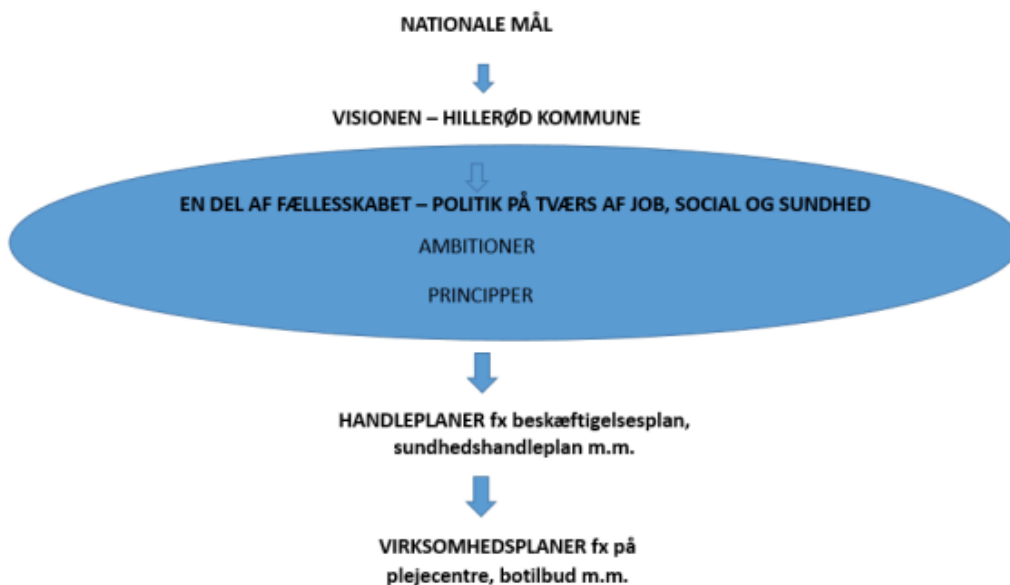 NATIONALE MÅL
VISIONEN – HILLERØD KOMMUNE
EN DEL AF FÆLLESSKABET – POLITIK PÅ TVÆRS AF JOB, SOCIAL OG SUNDHED
AMBITIONER
PRINCIPPER
HANDLEPLANER fx beskæftigelsesplan,
sundhedshandleplan m.m.
VIRKSOMHEDSPLANER fx på
plejecentre, botilbud m.m.